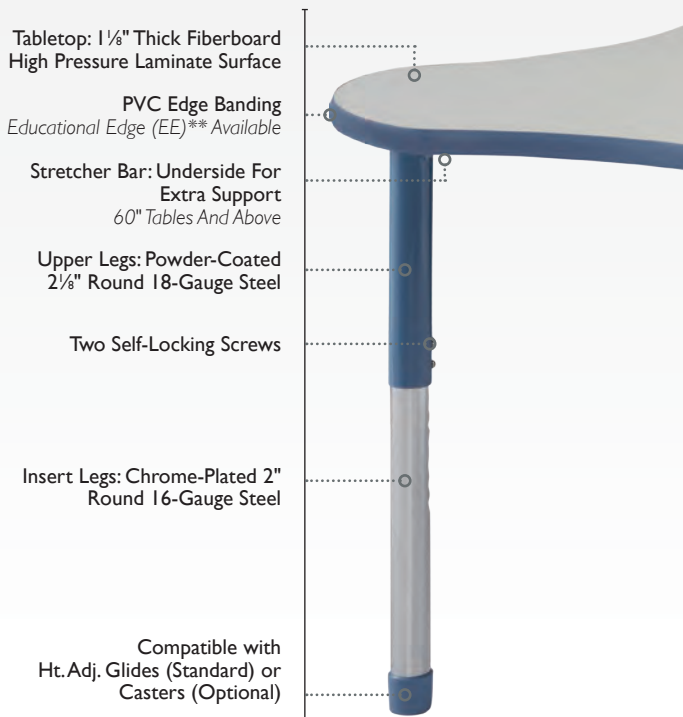 Tabletop: 1⅛" Thick Fiberboard
High Pressure Laminate Surface
PVC Edge Banding
Educational Edge (EE)** Available
Stretcher Bar: Underside For
Extra Support
60" Tables And Above
Upper Legs: Powder-Coated
2⅛" Round 18-Gauge Steel
Two Self-Locking Screws
Insert Legs: Chrome-Plated 2"
Round 16-Gauge Steel
Compatible with
Ht. Adj. Glides (Standard) or
Casters (Optional)